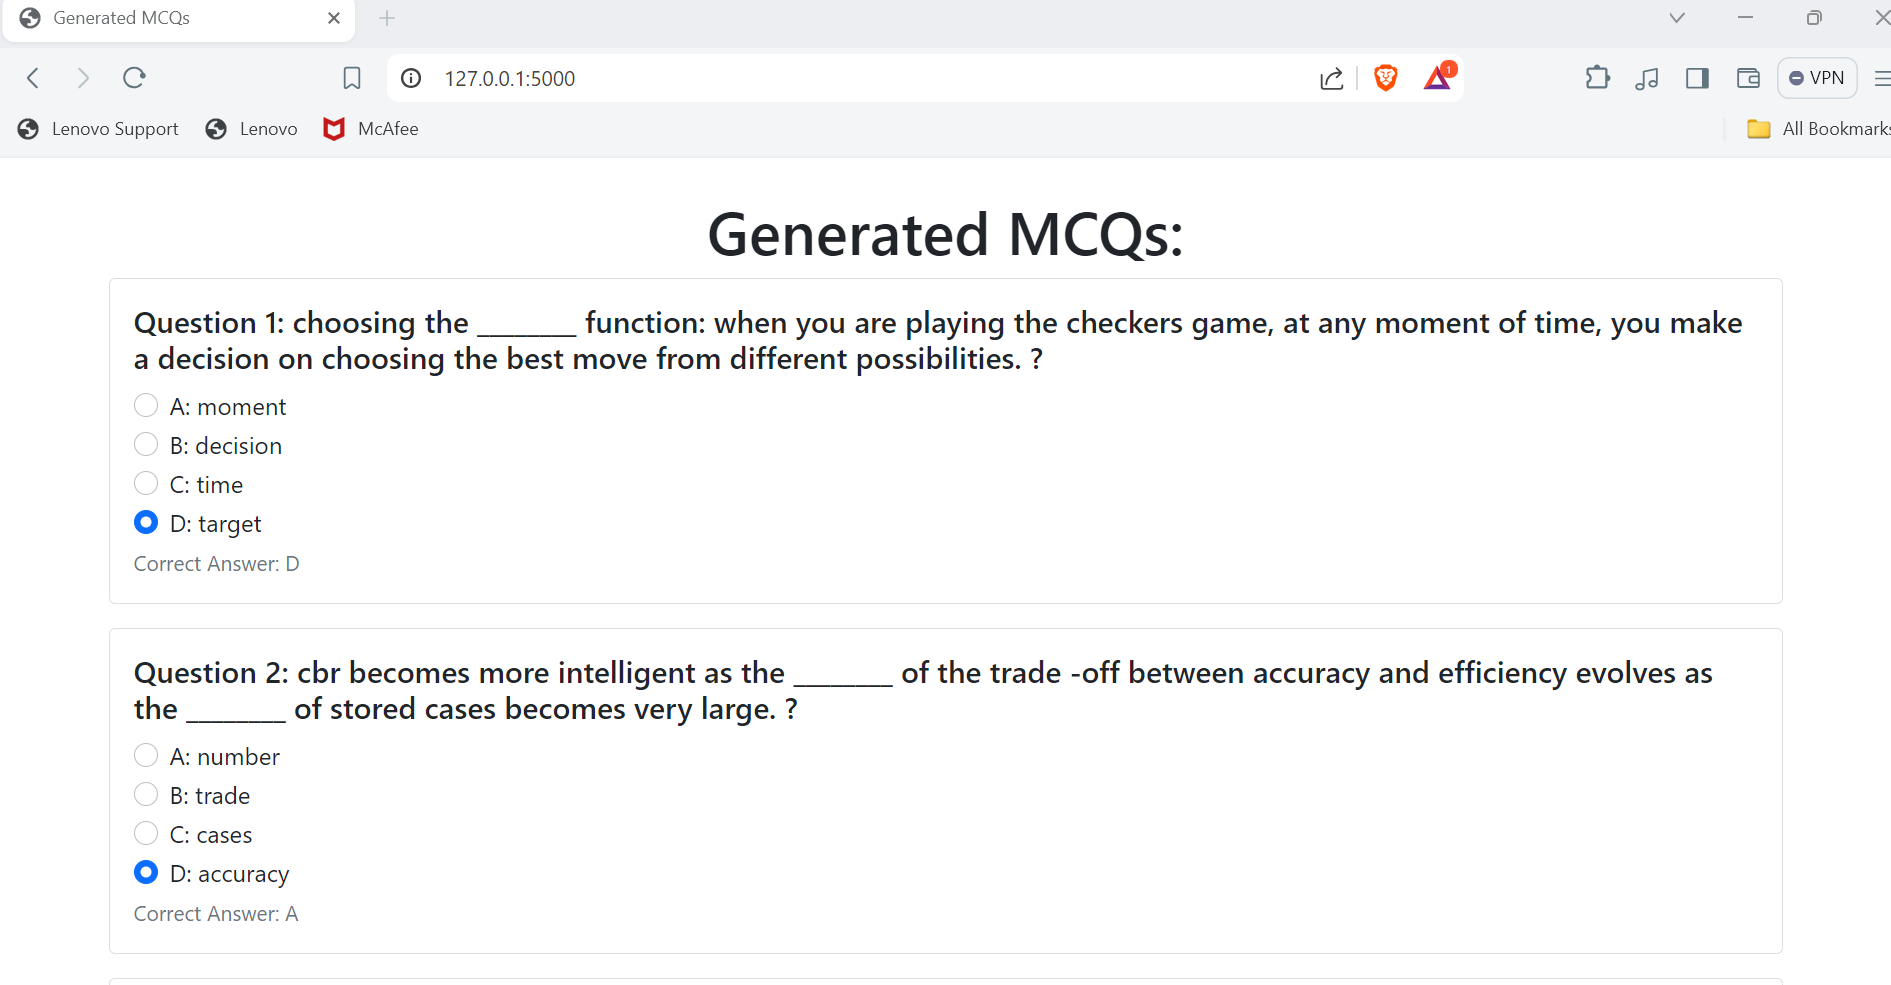 Generated MCQs
127.0.0.1:5000
1
VPN
Lenovo Support
Lenovo
McAfee
All Bookmarks
Generated MCQs:
Question 1: choosing the ________ function: when you are playing the checkers game, at any moment of time, you make
a decision on choosing the best move from different possibilities. ?
A: moment
B: decision
C: time
D: target
Correct Answer: D
Question 2: cbr becomes more intelligent as the ________ of the trade -off between accuracy and efficiency evolves as
the ________ of stored cases becomes very large. ?
A: number
B: trade
C: cases
D: accuracy
Correct Answer: A